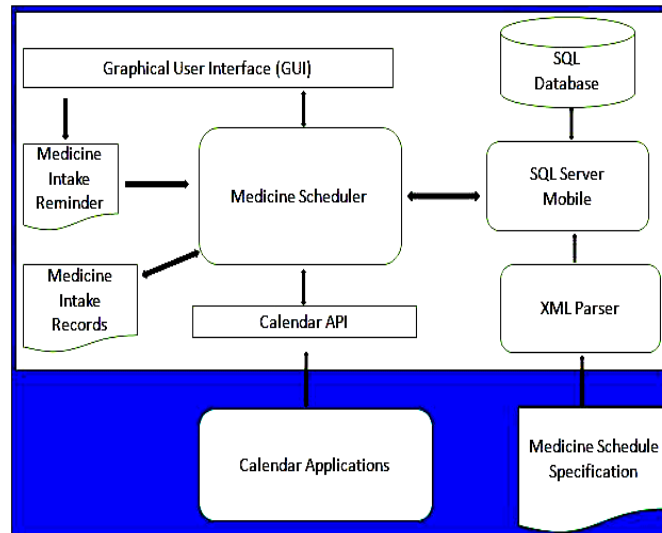 Graphical User Interface (GUI)
SQL
Database
Medicine
Intake
Reminder
Medicine Scheduler
SQL Server
Mobile
Medicine
Intake
Records
Calendar API
XML Parser
Calendar Applications
Medicine Schedule
Specification